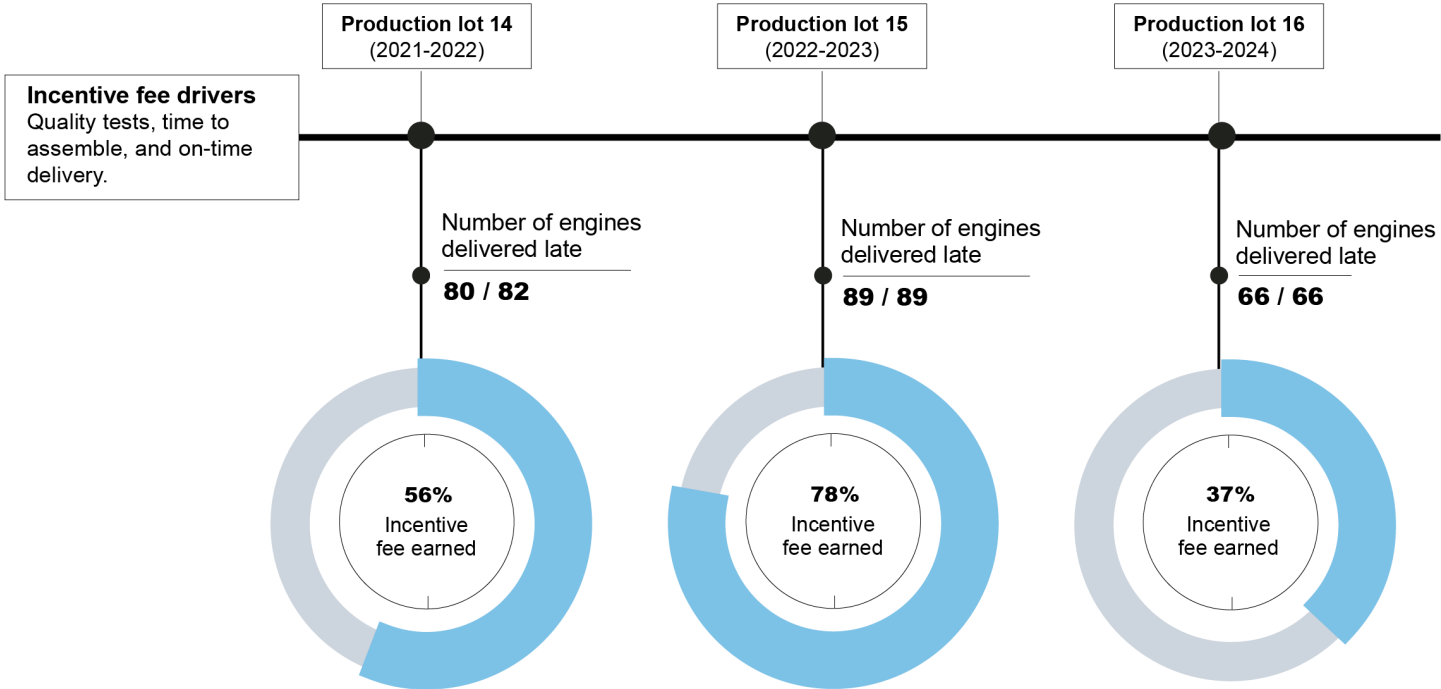 Production lot 14
(2021-2022)
Production lot 15
(2022-2023)
Production lot 16
(2023-2024)
Incentive fee drivers
Quality tests, time to
assemble, and on-time
delivery.
Number of engines
delivered late
80 / 82
Number of engines
delivered late
89 / 89
Number of engines
delivered late
66 / 66
56%
Incentive
fee earned
78%
Incentive
fee earned
37%
Incentive
fee earned